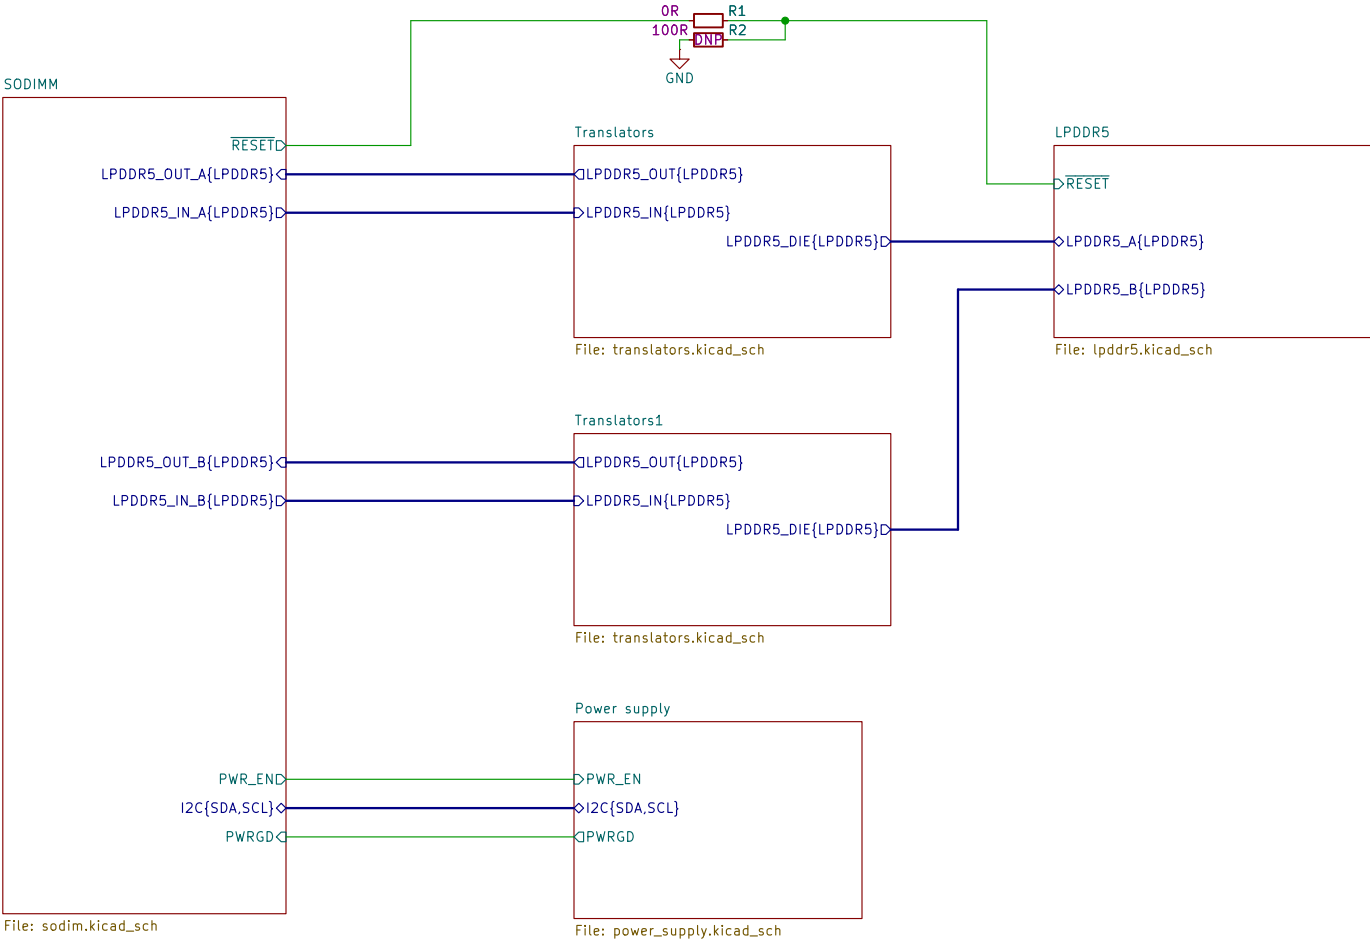 0R R1
100R R2
DNP
GND
SODIMM
RESET
LPDDR5_OUT_A{LPDDR5}
LPDDR5_IN_A{LPDDR5}
LPDDR5_OUT_B{LPDDR5}
LPDDR5_IN_B{LPDDR5}
PWR_EN
I2C{SDA,SCL}
PWRGD
File: sodim.kicad_sch
Translators
LPDDR5_OUT{LPDDR5}
LPDDR5_IN{LPDDR5}
LPDDR5_DIE{LPDDR5}
File: translators.kicad_sch
Translators1
LPDDR5_OUT{LPDDR5}
LPDDR5_IN{LPDDR5}
LPDDR5_DIE{LPDDR5}
File: translators.kicad_sch
Power supply
PWR_EN
I2C{SDA,SCL}
PWRGD
File: power_supply.kicad_sch
LPDDR5
RESET
LPDDR5_A{LPDDR5}
LPDDR5_B{LPDDR5}
File: lpddr5.kicad_sch